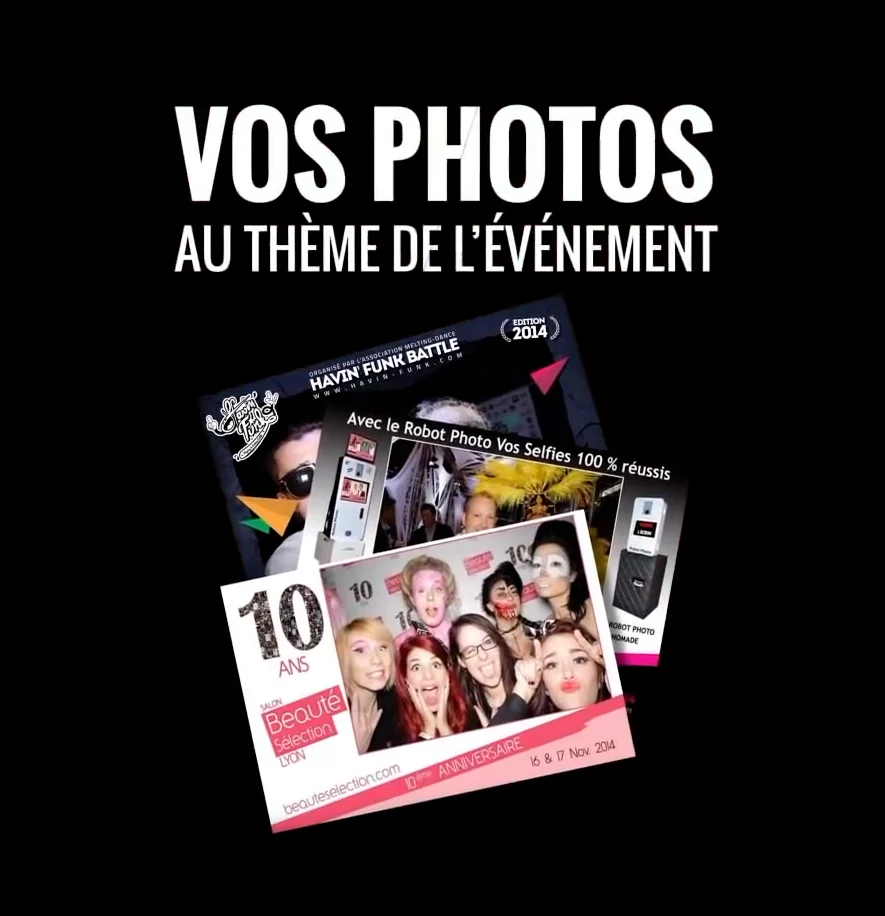 VOS PHOTOS
AU THÈME DE L'ÉVÉNEMENT
EDITION
2014
ORGANISÉ PAR L'ASSOCIATION MELTING-DANCE
HAVIN' FUNK BATTLE
WWW.HAVIN-FUNK.COM
Avec le Robot Photo Vos Selfies 100 % réussis
ROBOT PHOTO
NOMADE
10
ANS
SALON
Beauté
Sélection
LYON
beauteselection.com
10ème ANNIVERSAIRE
16 & 17 Nov. 2014